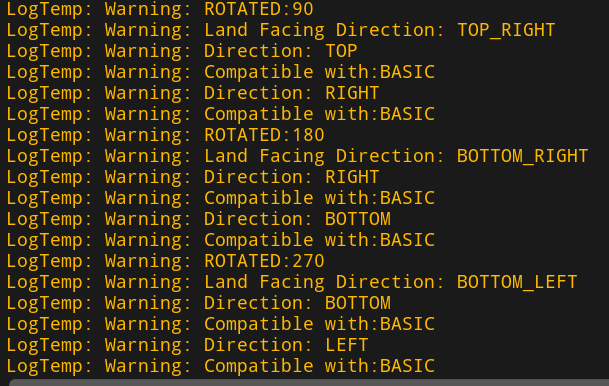 LogTemp: Warning: ROTATED:90
LogTemp: Warning: Land Facing Direction: TOP_RIGHT
LogTemp: Warning: Direction: TOP
LogTemp: Warning: Compatible with:BASIC
LogTemp: Warning: Direction: RIGHT
LogTemp: Warning: Compatible with:BASIC
LogTemp: Warning: ROTATED:180
LogTemp: Warning: Land Facing Direction: BOTTOM_RIGHT
LogTemp: Warning: Direction: RIGHT
LogTemp: Warning: Compatible with:BASIC
LogTemp: Warning: Direction: BOTTOM
LogTemp: Warning: Compatible with:BASIC
LogTemp: Warning: ROTATED:270
LogTemp: Warning: Land Facing Direction: BOTTOM_LEFT
LogTemp: Warning: Direction: BOTTOM
LogTemp: Warning: Compatible with:BASIC
LogTemp: Warning: Direction: LEFT
LogTemp: Warning: Compatible with:BASIC